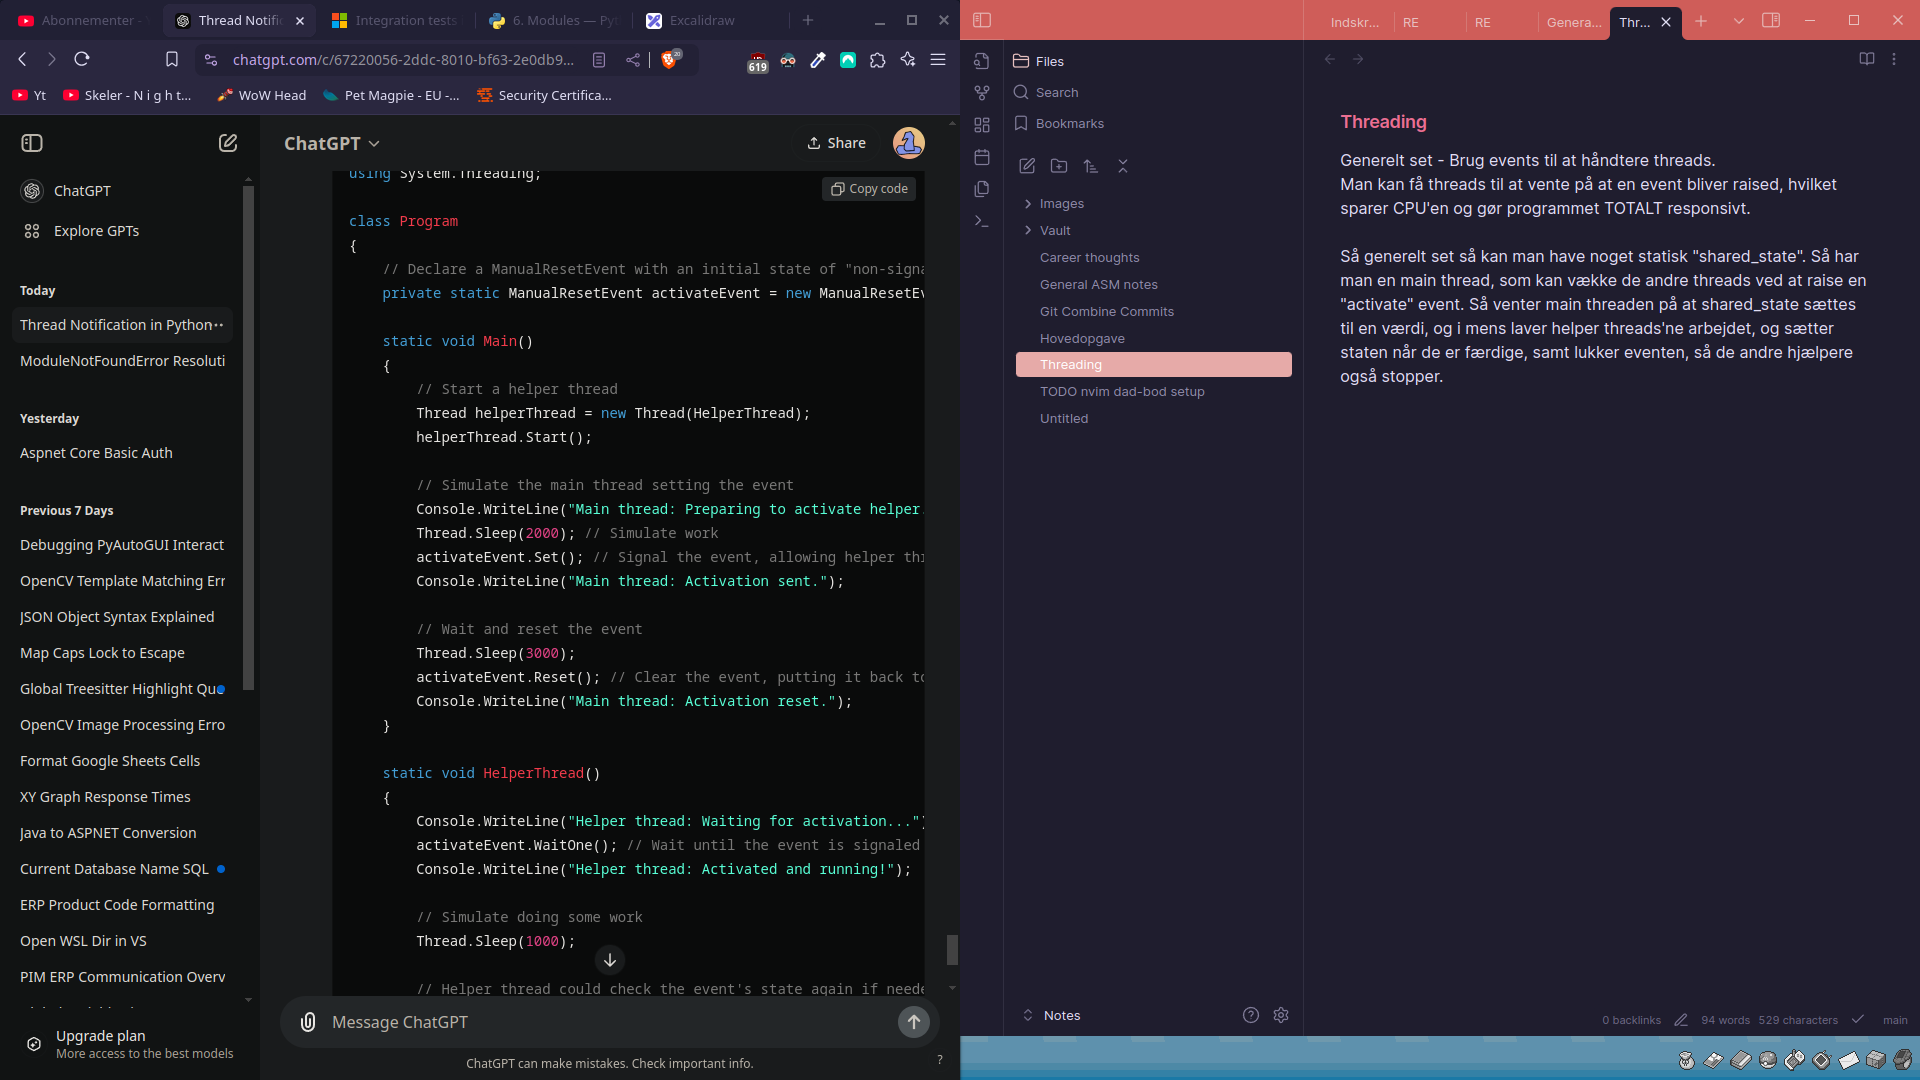 Abonnementer -
Thread Notific
Integration tests
6. Modules — Pyt
Excalidraw
chatgpt.com/c/67220056-2ddc-8010-bf63-2e0db9...
20
619
Yt
Skeler - N i g h t...
WoW Head
Pet Magpie - EU -...
Security Certifica...
ChatGPT
Explore GPTs
Today
Thread Notification in Python
ModuleNotFoundError Resoluti
Yesterday
Aspnet Core Basic Auth
Previous 7 Days
Debugging PyAutoGUI Interact
OpenCV Template Matching Err
JSON Object Syntax Explained
Map Caps Lock to Escape
Global Treesitter Highlight Que
OpenCV Image Processing Erro
Format Google Sheets Cells
XY Graph Response Times
Java to ASPNET Conversion
Current Database Name SQL
ERP Product Code Formatting
Open WSL Dir in VS
PIM ERP Communication Overv
Upgrade plan
More access to the best models
ChatGPT
Share
Copy code
using System.Threading;
class Program
{
// Declare a ManualResetEvent with an initial state of "non-signa
private static ManualResetEvent activateEvent = new ManualResetEv
static void Main()
{
// Start a helper thread
Thread helperThread = new Thread(HelperThread);
helperThread.Start();
// Simulate the main thread setting the event
Console.WriteLine("Main thread: Preparing to activate helper.
Thread.Sleep(2000); // Simulate work
activateEvent.Set(); // Signal the event, allowing helper thr
Console.WriteLine("Main thread: Activation sent.");
// Wait and reset the event
Thread.Sleep(3000);
activateEvent.Reset(); // Clear the event, putting it back to
Console.WriteLine("Main thread: Activation reset.");
}
static void HelperThread()
{
Console.WriteLine("Helper thread: Waiting for activation...")
activateEvent.WaitOne(); // Wait until the event is signaled
Console.WriteLine("Helper thread: Activated and running!");
// Simulate doing some work
Thread.Sleep(1000);
// Helper thread could check the event's state again if neede
Message ChatGPT
ChatGPT can make mistakes. Check important info.
?
Indskr...
RE
RE
Genera...
Thr...
Files
Search
Bookmarks
Images
Vault
Career thoughts
General ASM notes
Git Combine Commits
Hovedopgave
Threading
TODO nvim dad-bod setup
Untitled
Notes
Threading
Generelt set - Brug events til at håndtere threads.
Man kan få threads til at vente på at en event bliver raised, hvilket
sparer CPU'en og gør programmet TOTALT responsivt.
Så generelt set så kan man have noget statisk "shared_state". Så har
man en main thread, som kan vække de andre threads ved at raise en
"activate" event. Så venter main threaden på at shared_state sættes
til en værdi, og i mens laver helper threads'ne arbejdet, og sætter
staten når de er færdige, samt lukker eventen, så de andre hjælpere
også stopper.
0 backlinks
94 words
529 characters
main